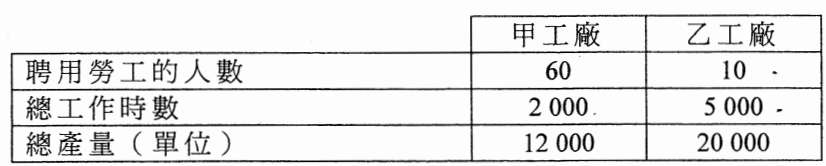 甲工廠 乙工廠
聘用勞工的人數 60 10
總工作時數 2 000 5 000
總產量（單位） 12 000 20 000